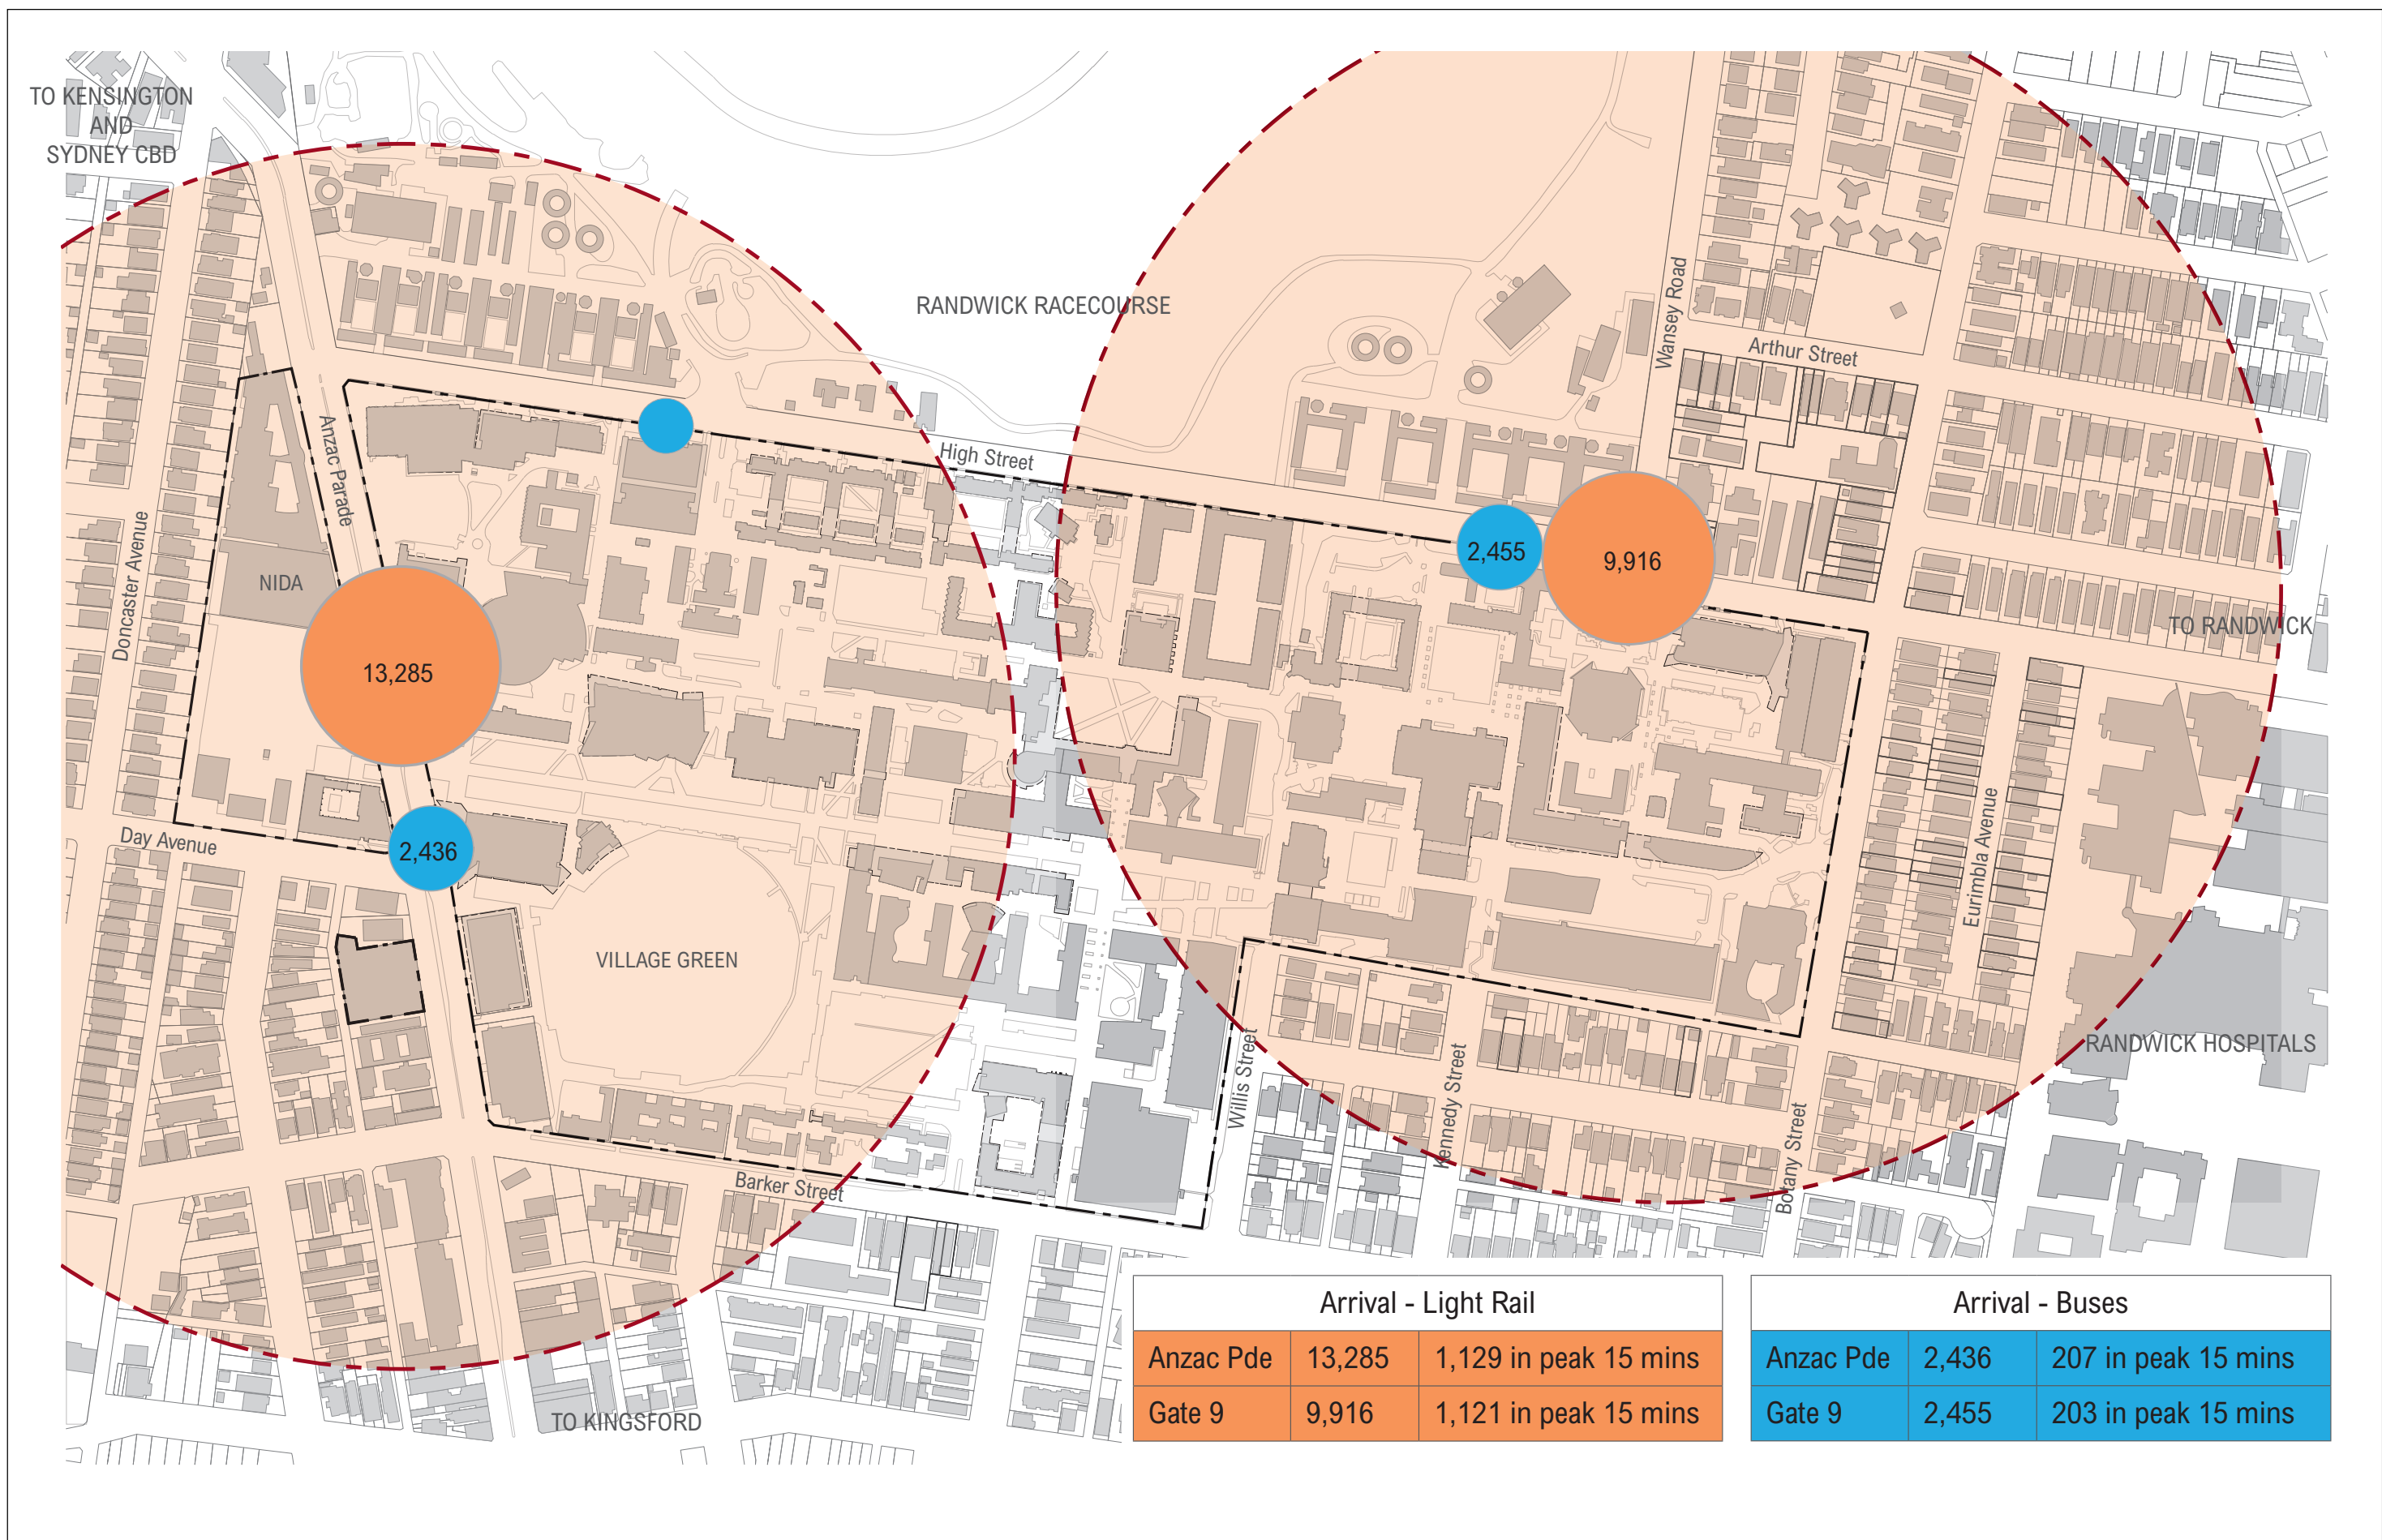 TO KENSINGTON
AND
SYDNEY CBD
RANDWICK RACECOURSE
Wansey Road
Arthur Street
Anzac Parade
High Street
Doncaster Avenue
NIDA
2,455
9,916
TO RANDWICK
13,285
Day Avenue
2,436
Eurimbla Avenue
VILLAGE GREEN
RANDWICK HOSPITALS
Willis Street
Kennedy Street
Botany Street
Barker Street
TO KINGSFORD
Arrival - Light Rail
Anzac Pde 13,285 1,129 in peak 15 mins
Gate 9 9,916 1,121 in peak 15 mins
Arrival - Buses
Anzac Pde 2,436 207 in peak 15 mins
Gate 9 2,455 203 in peak 15 mins